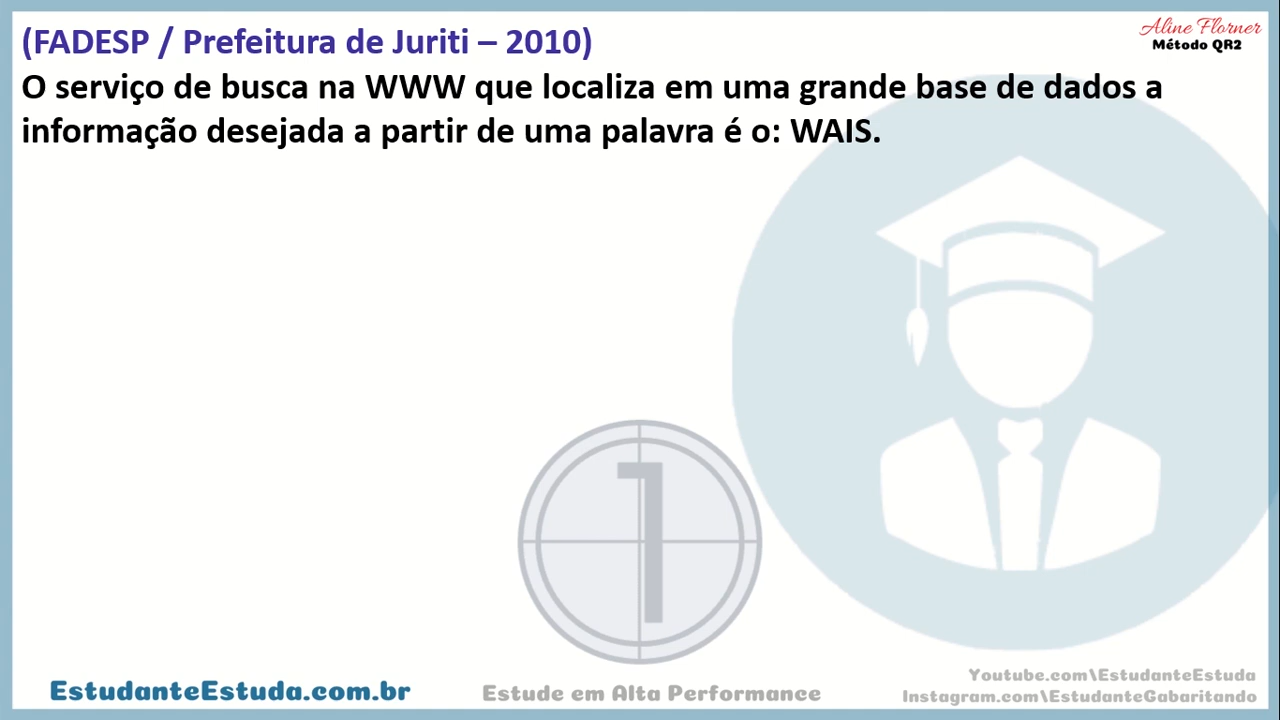 (FADESP / Prefeitura de Juriti – 2010)
Aline Florner
Método QR2
O serviço de busca na WWW que localiza em uma grande base de dados a
informação desejada a partir de uma palavra é o: WAIS.
1
EstudanteEstuda.com.br
Estude em Alta Performance
Youtube.com\EstudanteEstuda
Instagram.com\EstudanteGabaritando